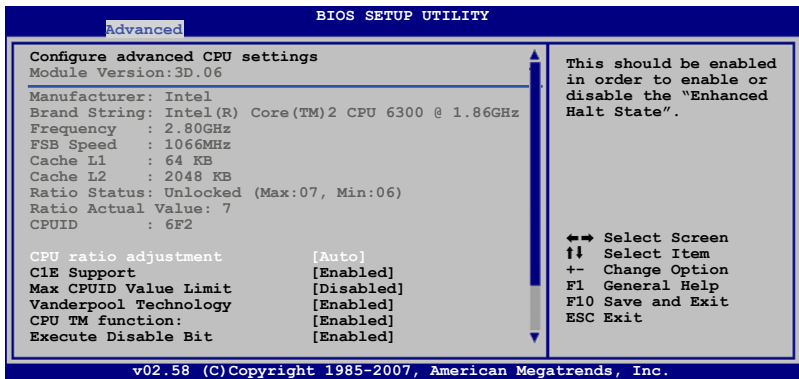 BIOS SETUP UTILITY
Advanced
Configure advanced CPU settings
Module Version:3D.06
Manufacturer: Intel
Brand String: Intel(R) Core(TM)2 CPU 6300 @ 1.86GHz
Frequency : 2.80GHz
FSB Speed : 1066MHz
Cache L1 : 64 KB
Cache L2 : 2048 KB
Ratio Status: Unlocked (Max:07, Min:06)
Ratio Actual Value: 7
CPUID : 6F2
CPU ratio adjustment [Auto]
C1E Support [Enabled]
Max CPUID Value Limit [Disabled]
Vanderpool Technology [Enabled]
CPU TM function: [Enabled]
Execute Disable Bit [Enabled]
This should be enabled
in order to enable or
disable the “Enhanced
Halt State”.
←→ Select Screen
↑↓ Select Item
+- Change Option
F1 General Help
F10 Save and Exit
ESC Exit
v02.58 (C)Copyright 1985-2007, American Megatrends, Inc.